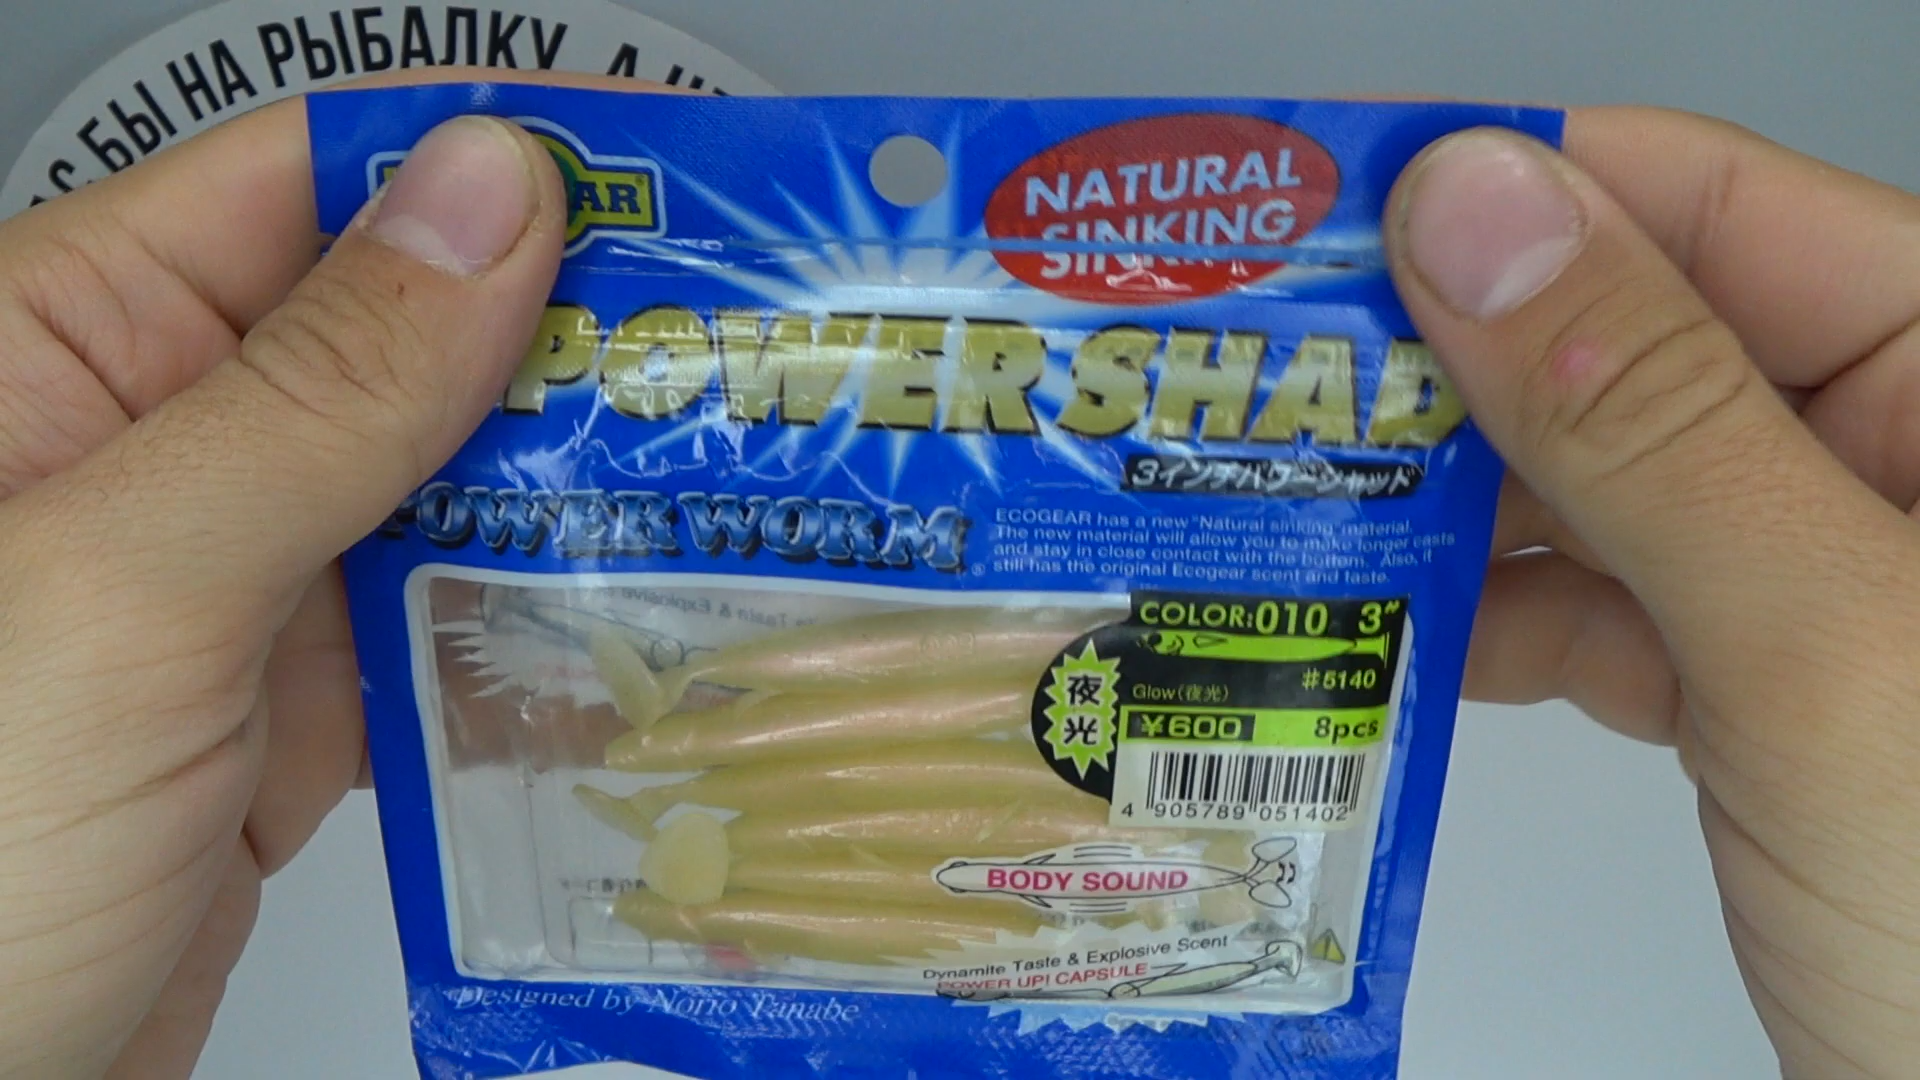 БЫ НА РЫБАЛКУ, А
AR
NATURAL
SINKING
POWER SHAD
3インチパワーシャッド
POWER WORM®
ECOGEAR has a new "Natural sinking" material.
The new material will allow you to make longer casts
and stay in close contact with the bottom. Also, it
still has the original Ecogear scent and taste.
COLOR:010 3"
#5140
夜光
Glow(夜光)
¥600 8pcs
4 905789 051402
BODY SOUND
Dynamite Taste & Explosive Scent
POWER UP! CAPSULE
Designed by Norio Tanabe